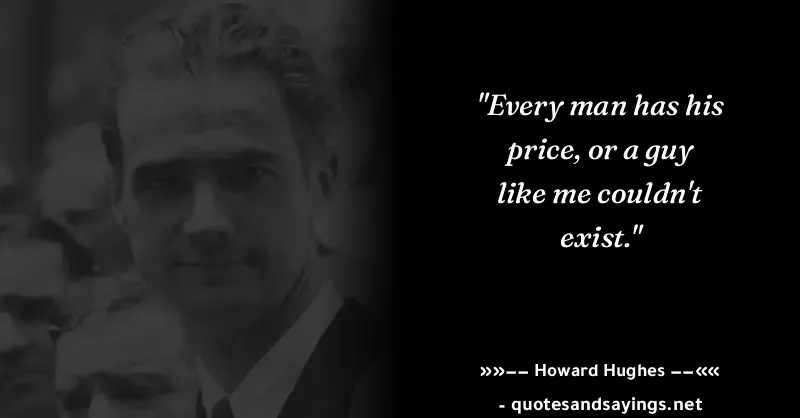 "Every man has his
price, or a guy
like me couldn't
exist."
»»−− Howard Hughes −−««
- quotesandsayings.net